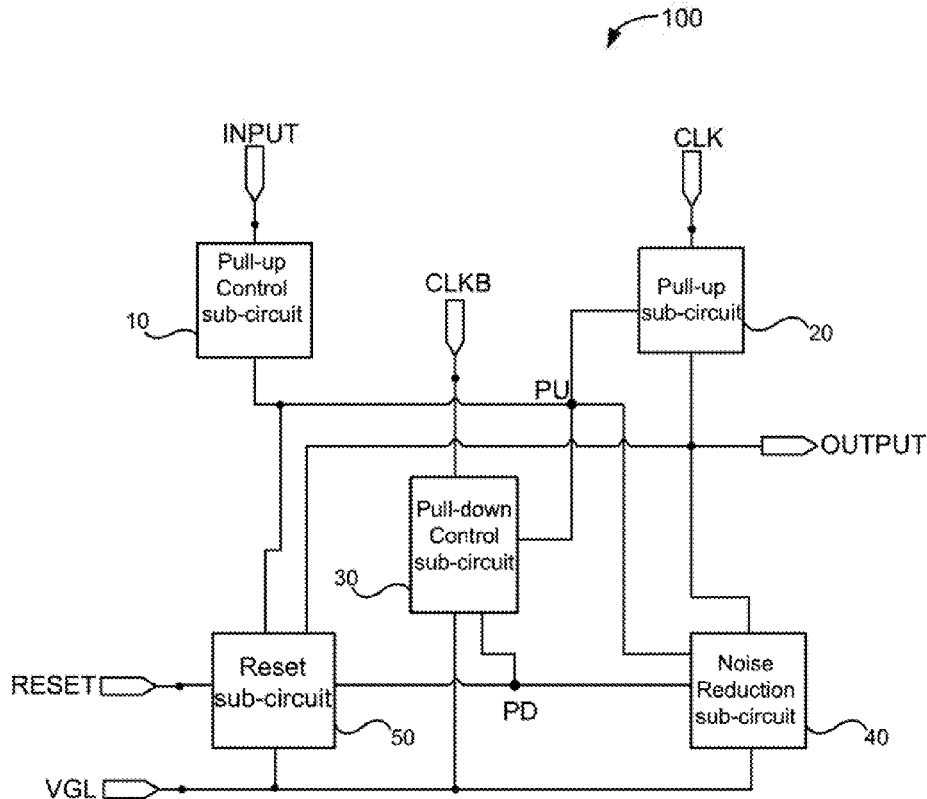 100
INPUT
CLK
Pull-up
Control
sub-circuit
10
CLKB
Pull-up
sub-circuit
20
PU
OUTPUT
Pull-down
Control
sub-circuit
30
Reset
sub-circuit
50
RESET
PD
Noise
Reduction
sub-circuit
40
VGL